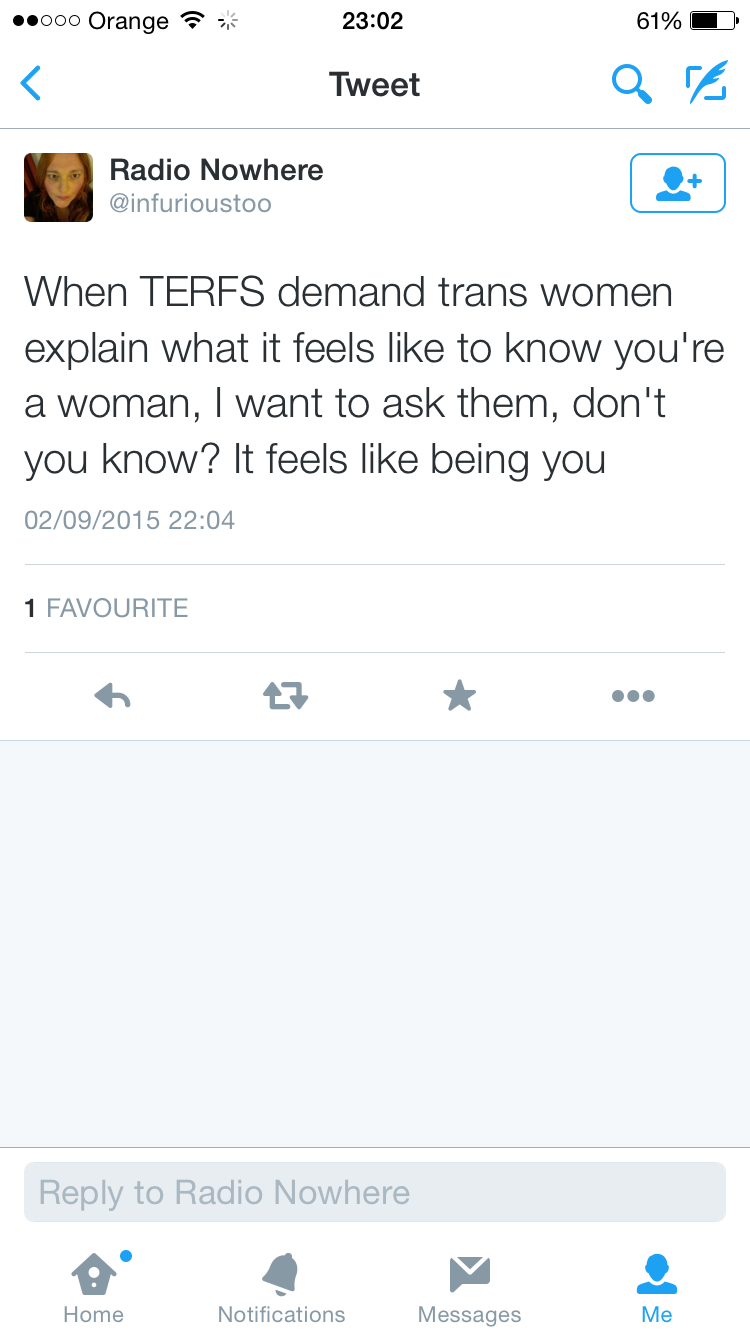 Orange 23:02 61%
Tweet
Radio Nowhere
@infurioustoo
When TERFS demand trans women
explain what it feels like to know you're
a woman, I want to ask them, don't
you know? It feels like being you
02/09/2015 22:04
1 FAVOURITE
Reply to Radio Nowhere
Home Notifications Messages Me